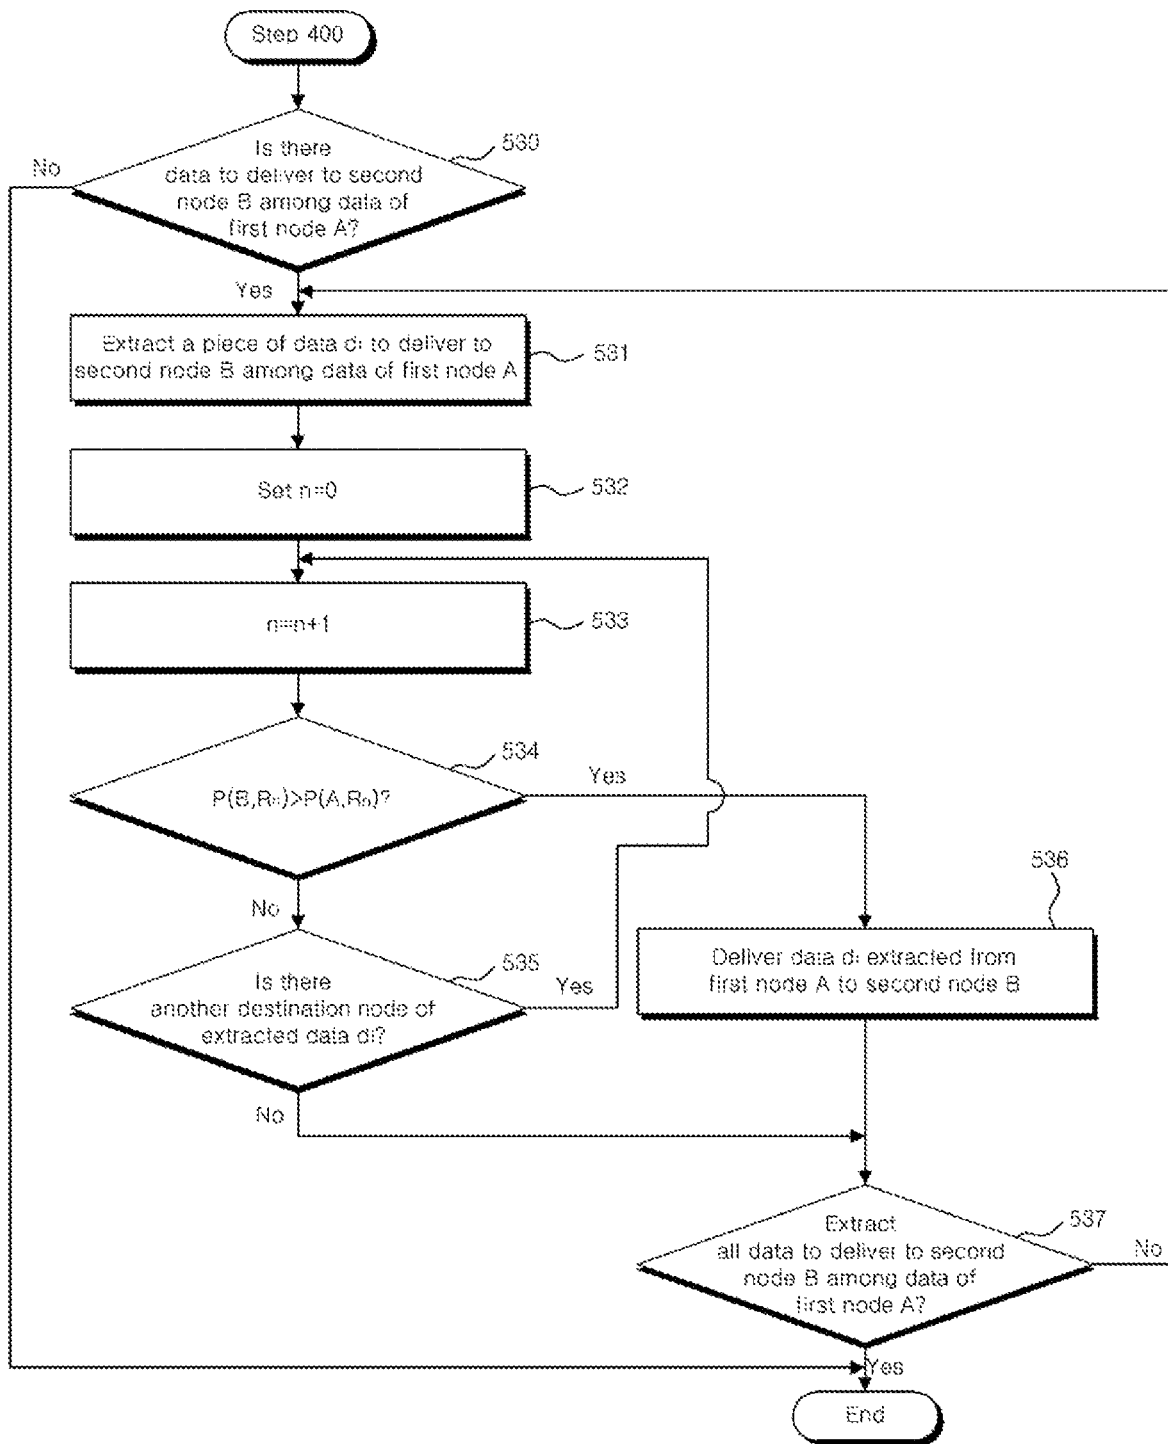 Step 400
Is there
data to deliver to second
node B among data of
first node A?
530
No
Yes
Extract a piece of data di to deliver to
second node B among data of first node A
531
Set n=0
532
n=n+1
533
P(B,Rn)>P(A,Rn)?
534
Yes
No
Is there
another destination node of
extracted data di?
535
Yes
No
536
Deliver data di extracted from
first node A to second node B
Extract
all data to deliver to second
node B among data of
first node A?
537
No
Yes
End